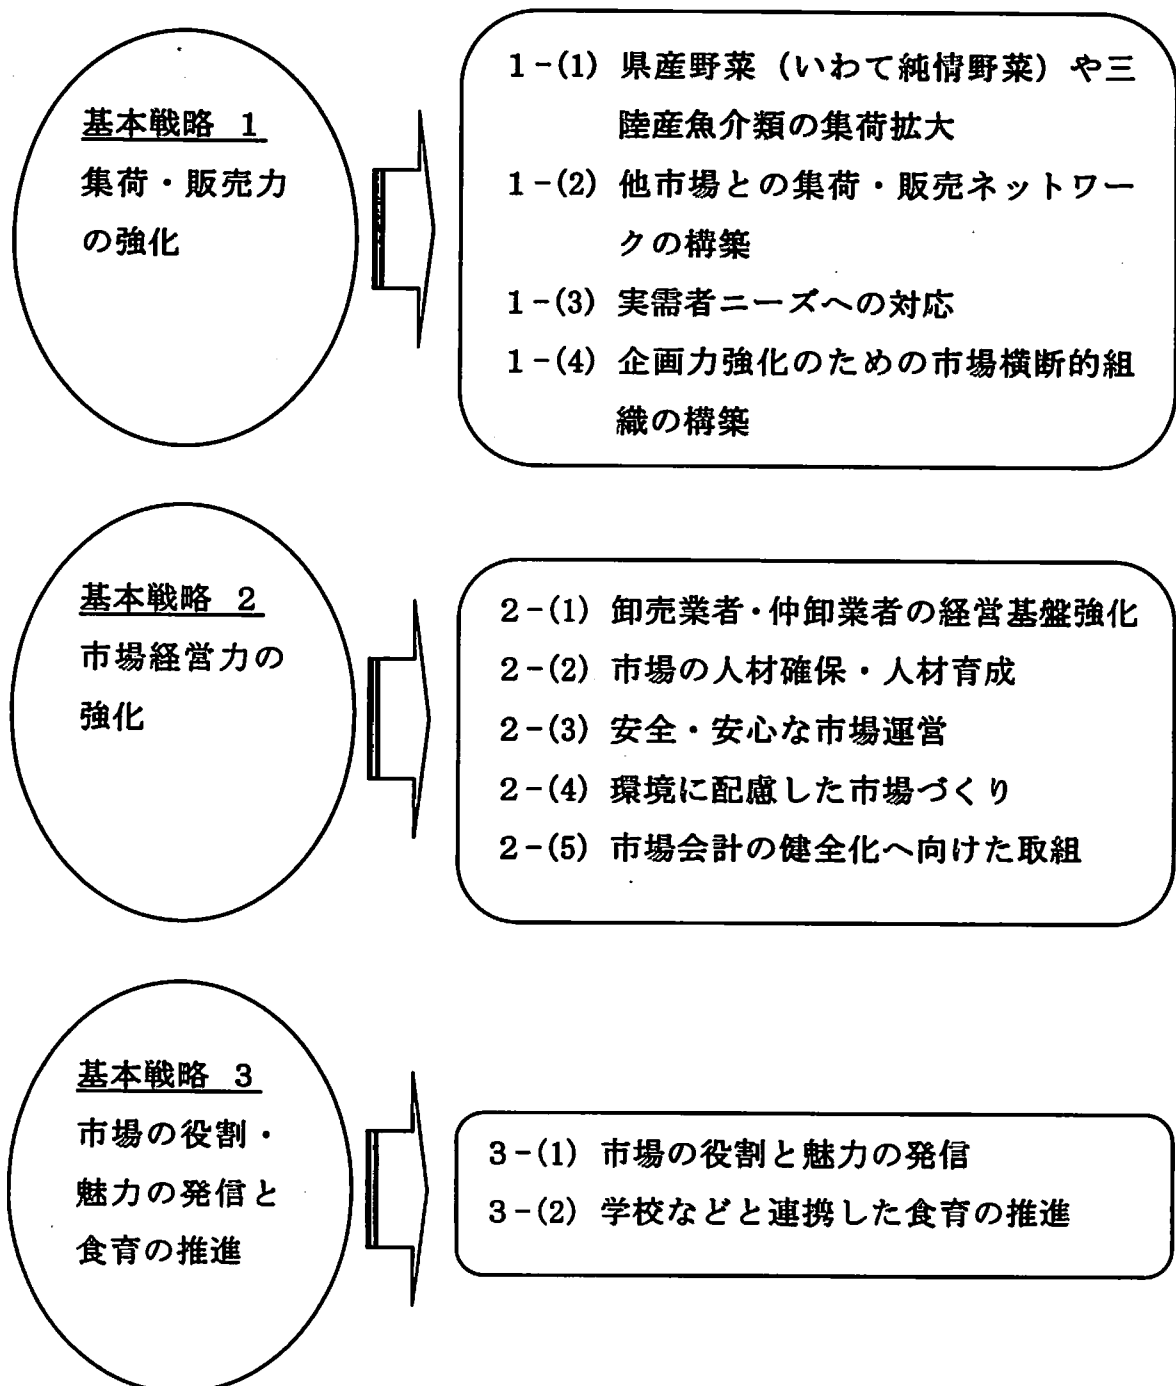 基本戦略 1
集荷・販売力
の強化
1-(1) 県産野菜（いわて純情野菜）や三
陸産魚介類の集荷拡大
1-(2) 他市場との集荷・販売ネットワー
クの構築
1-(3) 実需者ニーズへの対応
1-(4) 企画力強化のための市場横断的組
織の構築
基本戦略 2
市場経営力の
強化
2-(1) 卸売業者・仲卸業者の経営基盤強化
2-(2) 市場の人材確保・人材育成
2-(3) 安全・安心な市場運営
2-(4) 環境に配慮した市場づくり
2-(5) 市場会計の健全化へ向けた取組
基本戦略 3
市場の役割・
魅力の発信と
食育の推進
3-(1) 市場の役割と魅力の発信
3-(2) 学校などと連携した食育の推進